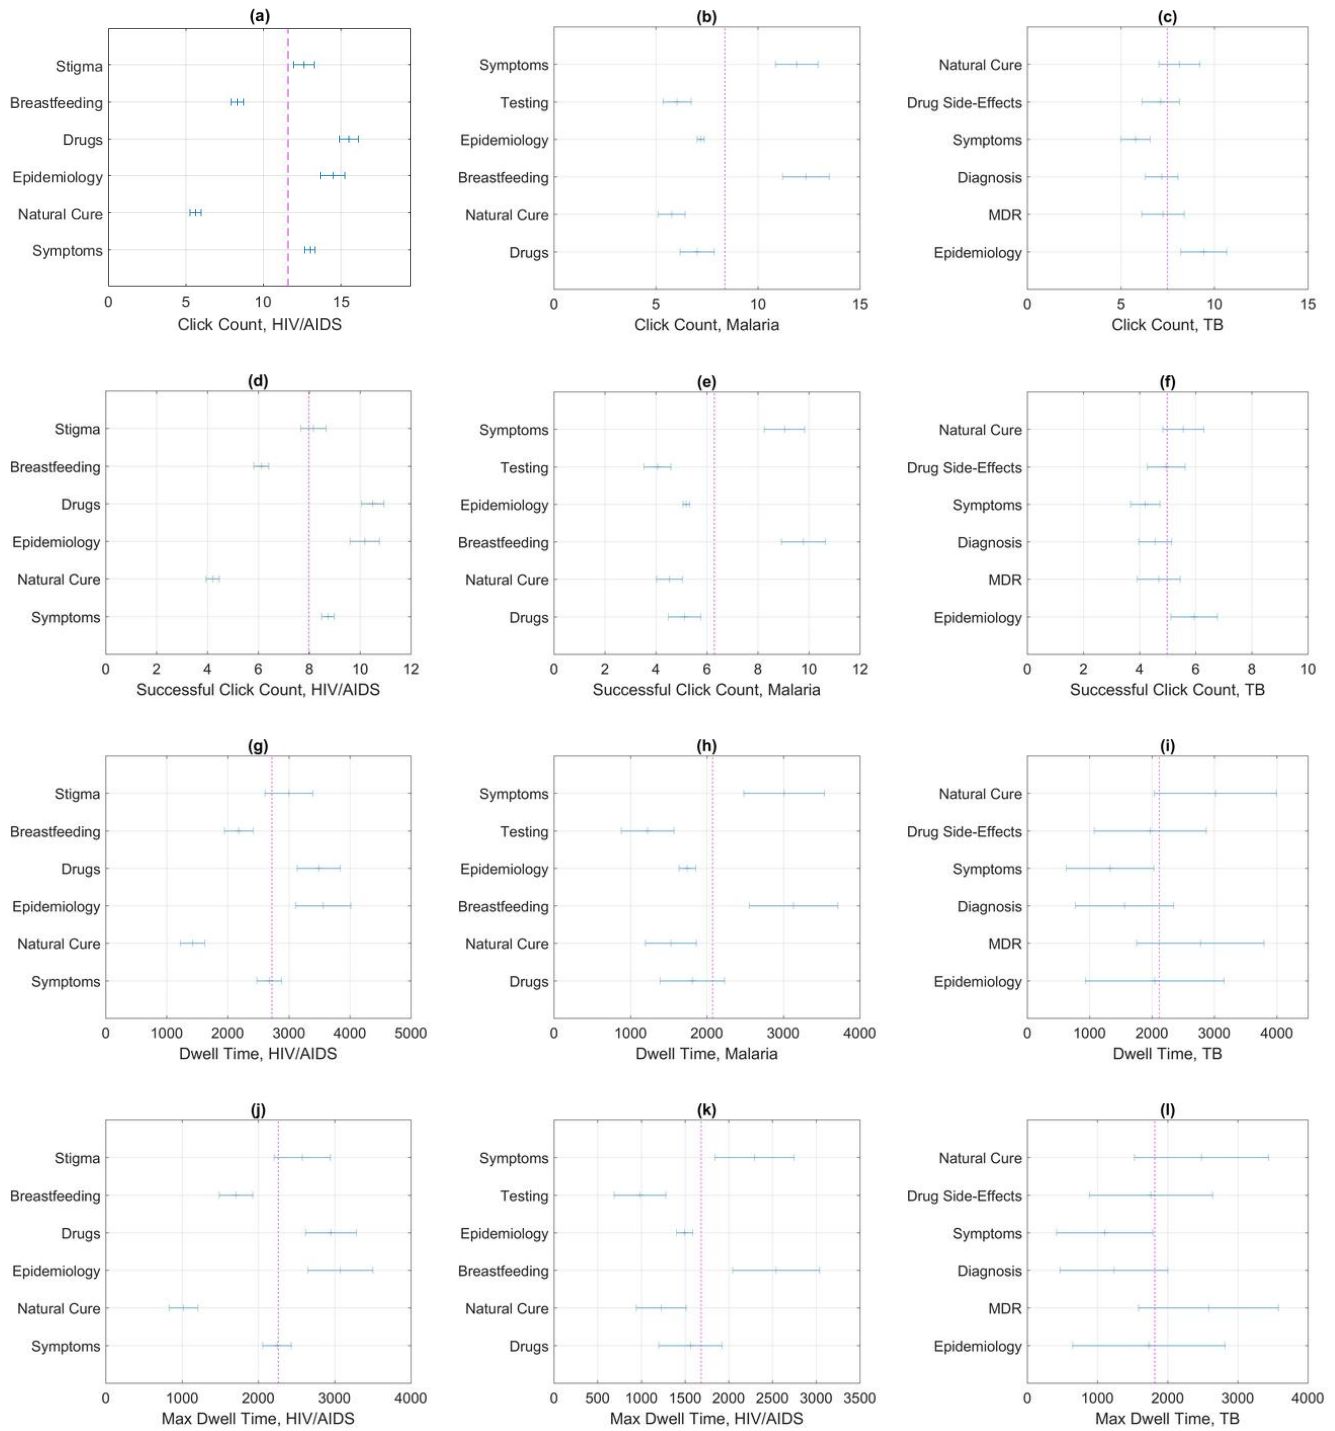 (a)
Stigma
Breastfeeding
Drugs
Epidemiology
Natural Cure
Symptoms
0 5 10 15
Click Count, HIV/AIDS
(b)
Symptoms
Testing
Epidemiology
Breastfeeding
Natural Cure
Drugs
0 5 10 15
Click Count, Malaria
(c)
Natural Cure
Drug Side-Effects
Symptoms
Diagnosis
MDR
Epidemiology
0 5 10 15
Click Count, TB
(d)
Stigma
Breastfeeding
Drugs
Epidemiology
Natural Cure
Symptoms
0 2 4 6 8 10 12
Successful Click Count, HIV/AIDS
(e)
Symptoms
Testing
Epidemiology
Breastfeeding
Natural Cure
Drugs
0 2 4 6 8 10 12
Successful Click Count, Malaria
(f)
Natural Cure
Drug Side-Effects
Symptoms
Diagnosis
MDR
Epidemiology
0 2 4 6 8 10
Successful Click Count, TB
(g)
Stigma
Breastfeeding
Drugs
Epidemiology
Natural Cure
Symptoms
0 1000 2000 3000 4000 5000
Dwell Time, HIV/AIDS
(h)
Symptoms
Testing
Epidemiology
Breastfeeding
Natural Cure
Drugs
0 1000 2000 3000 4000
Dwell Time, Malaria
(i)
Natural Cure
Drug Side-Effects
Symptoms
Diagnosis
MDR
Epidemiology
0 1000 2000 3000 4000
Dwell Time, TB
(j)
Stigma
Breastfeeding
Drugs
Epidemiology
Natural Cure
Symptoms
0 1000 2000 3000 4000
Max Dwell Time, HIV/AIDS
(k)
Symptoms
Testing
Epidemiology
Breastfeeding
Natural Cure
Drugs
0 500 1000 1500 2000 2500 3000 3500
Max Dwell Time, HIV/AIDS
(l)
Natural Cure
Drug Side-Effects
Symptoms
Diagnosis
MDR
Epidemiology
0 1000 2000 3000 4000
Max Dwell Time, TB